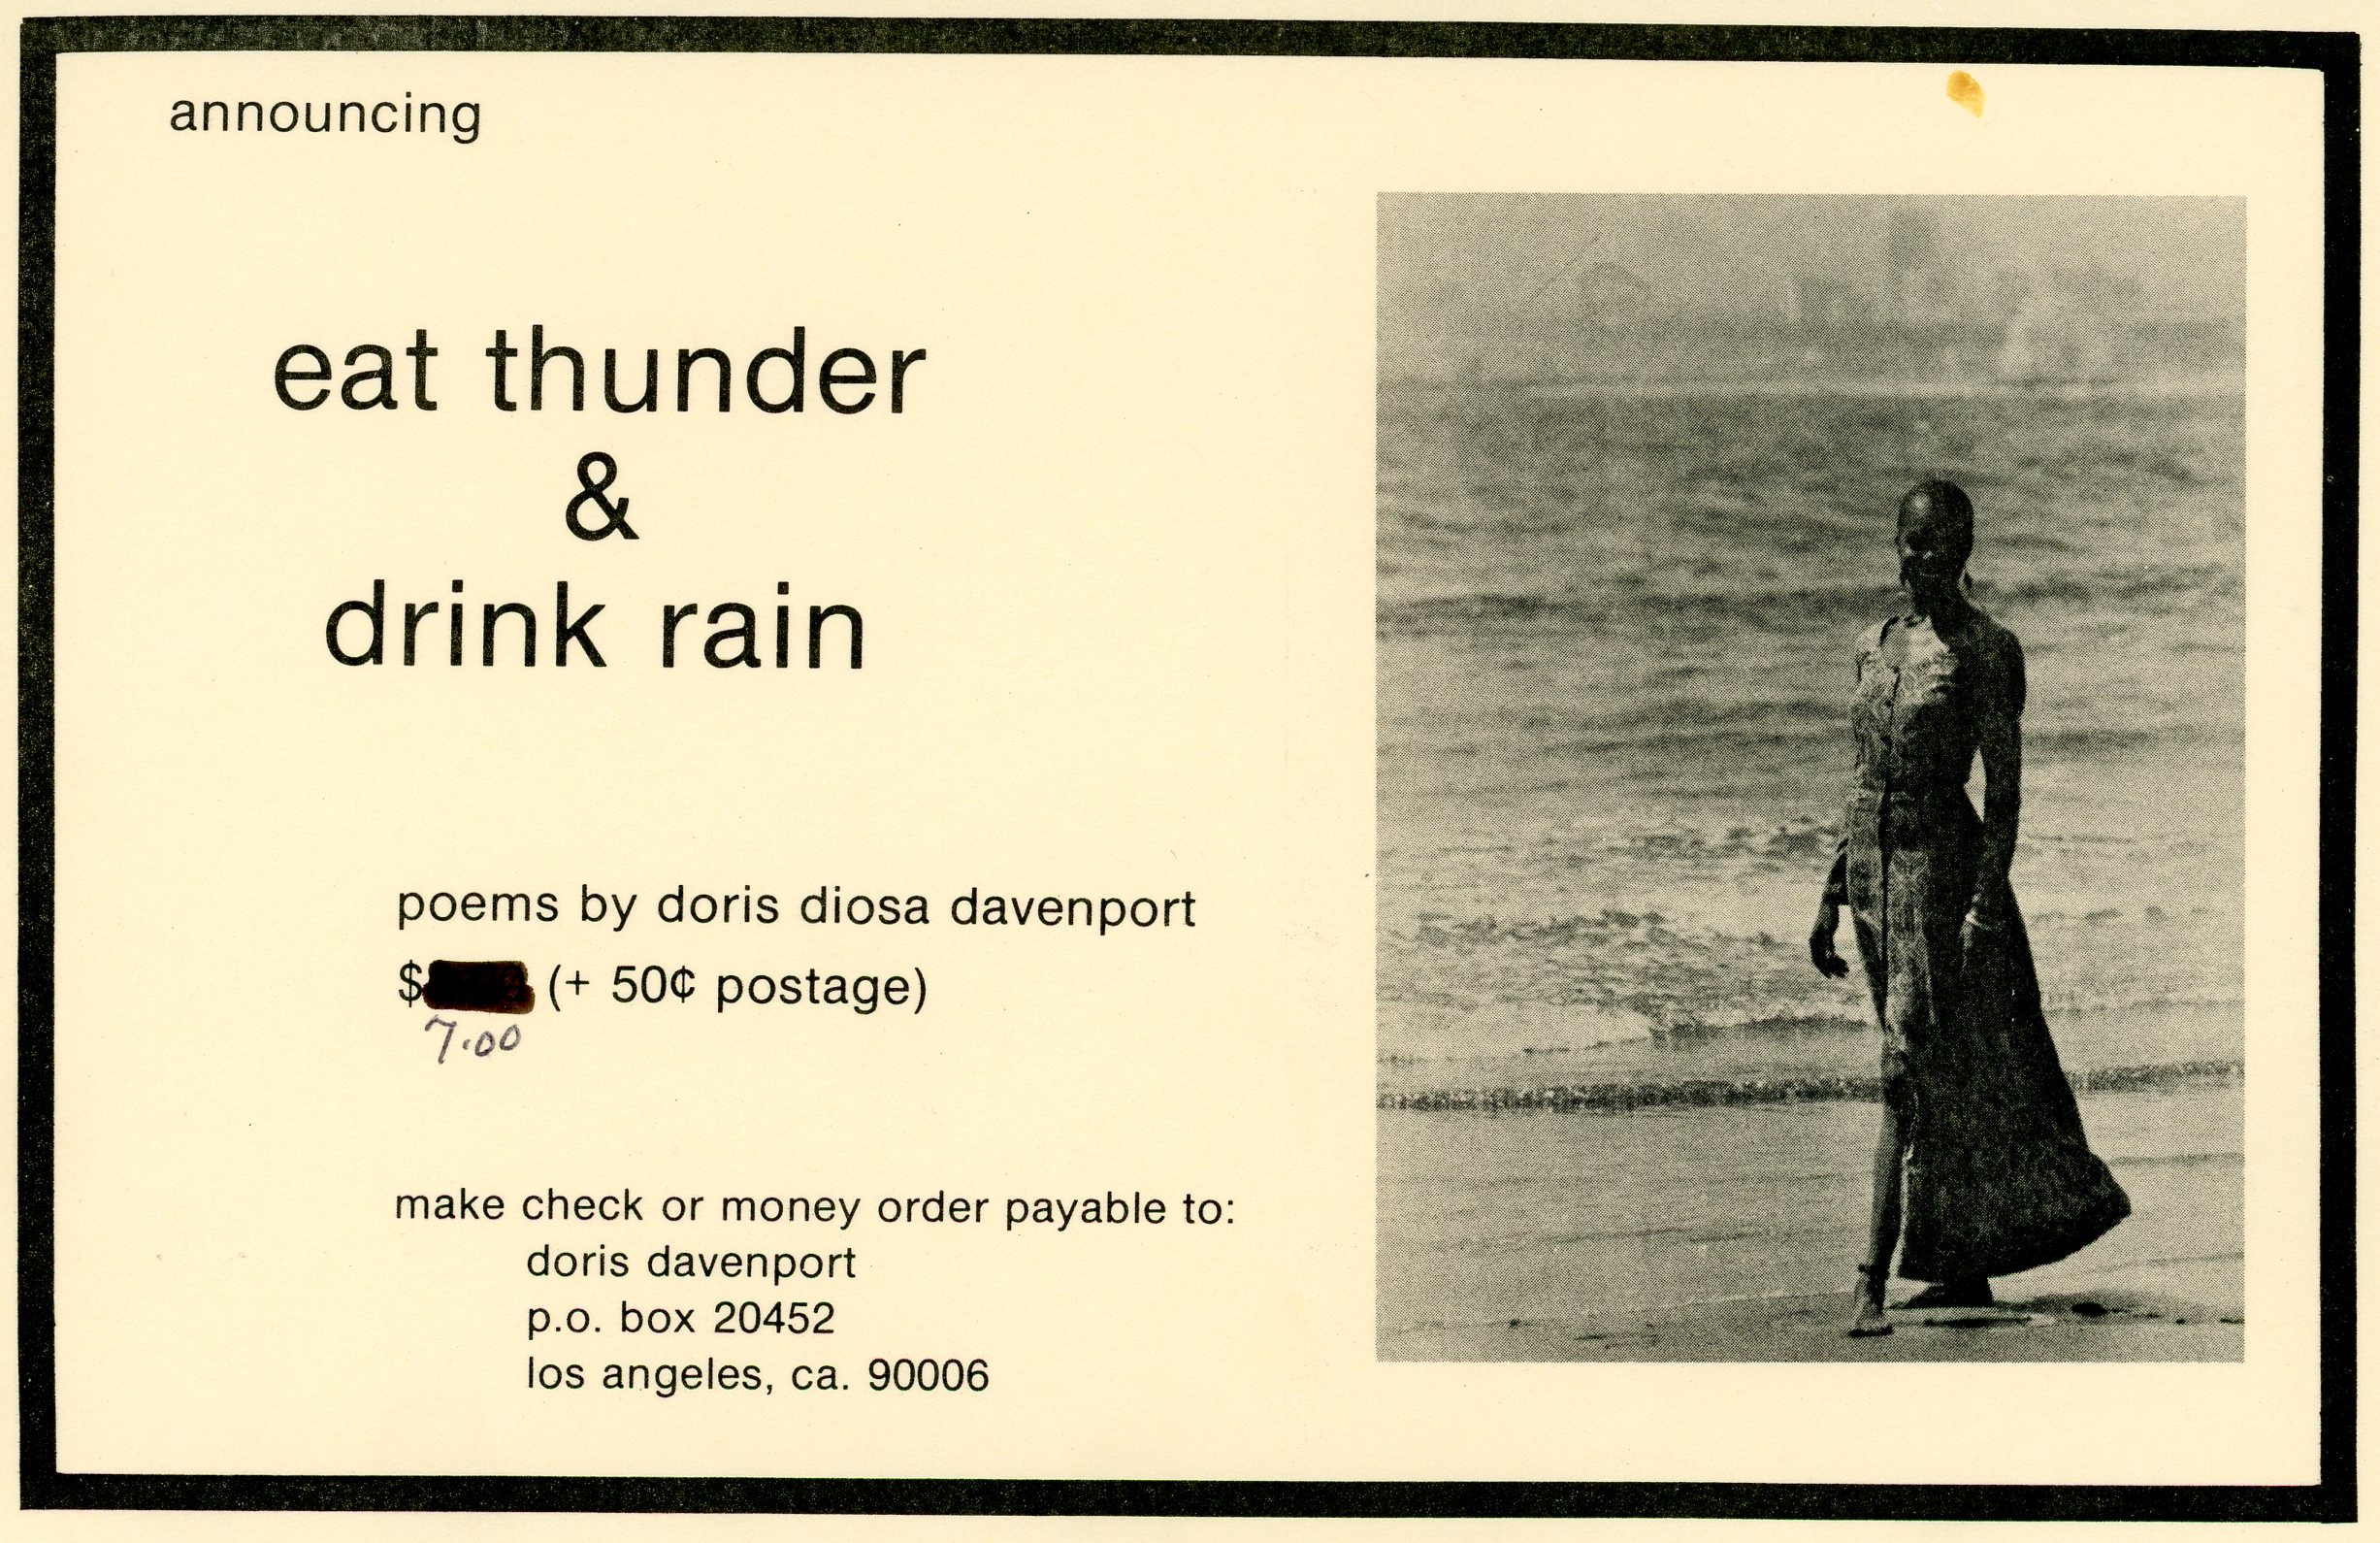 announcing
eat thunder
&
drink rain
poems by doris diosa davenport
$ (+ 50¢ postage)
7.00
make check or money order payable to:
doris davenport
p.o. box 20452
los angeles, ca. 90006